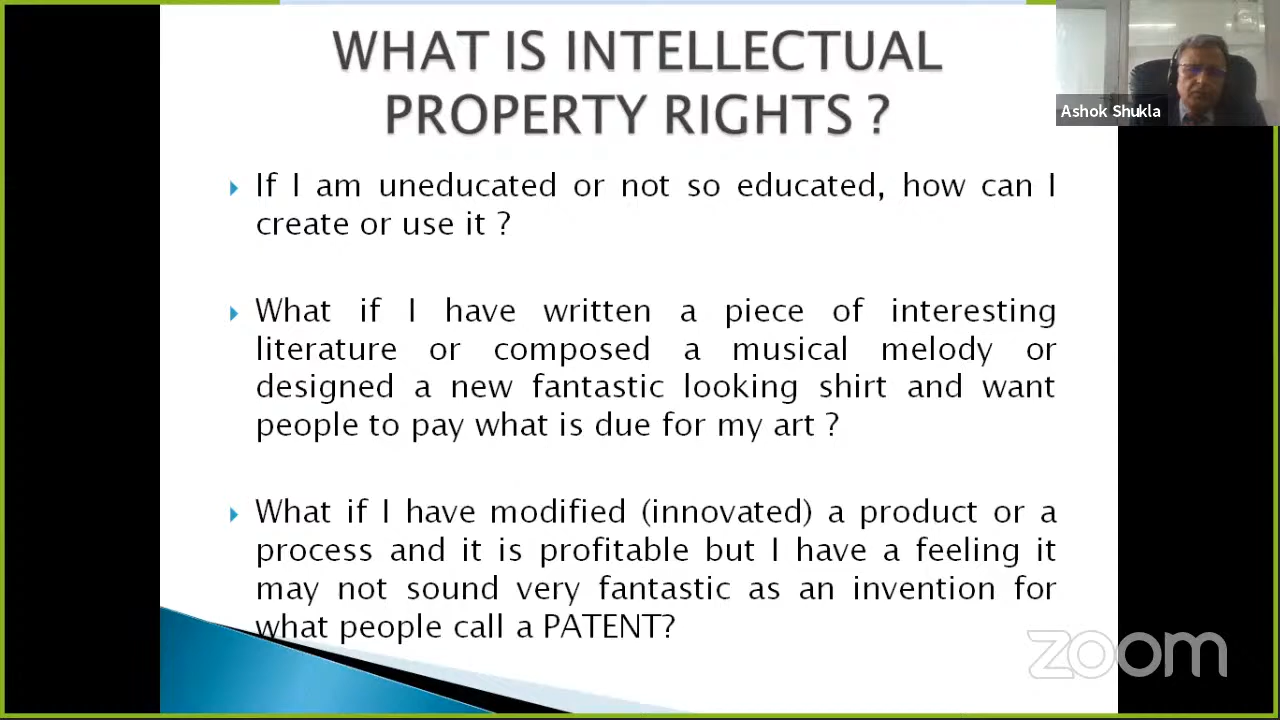 WHAT IS INTELLECTUAL
PROPERTY RIGHTS ?
Ashok Shukla
If I am uneducated or not so educated, how can I
create or use it ?
What if I have written a piece of interesting
literature or composed a musical melody or
designed a new fantastic looking shirt and want
people to pay what is due for my art ?
What if I have modified (innovated) a product or a
process and it is profitable but I have a feeling it
may not sound very fantastic as an invention for
what people call a PATENT?
zoom